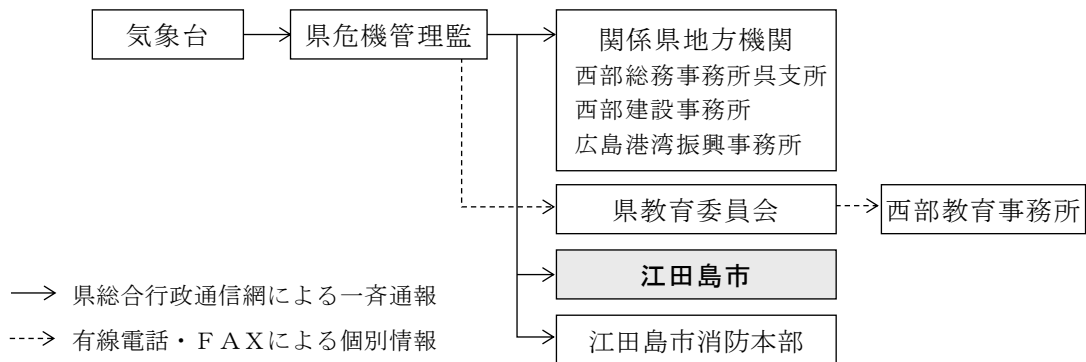 気象台
県危機管理監
関係県地方機関
西部総務事務所呉支所
西部建設事務所
広島港湾振興事務所
県教育委員会
西部教育事務所
江田島市
江田島市消防本部
県総合行政通信網による一斉通報
有線電話・ＦＡＸによる個別情報